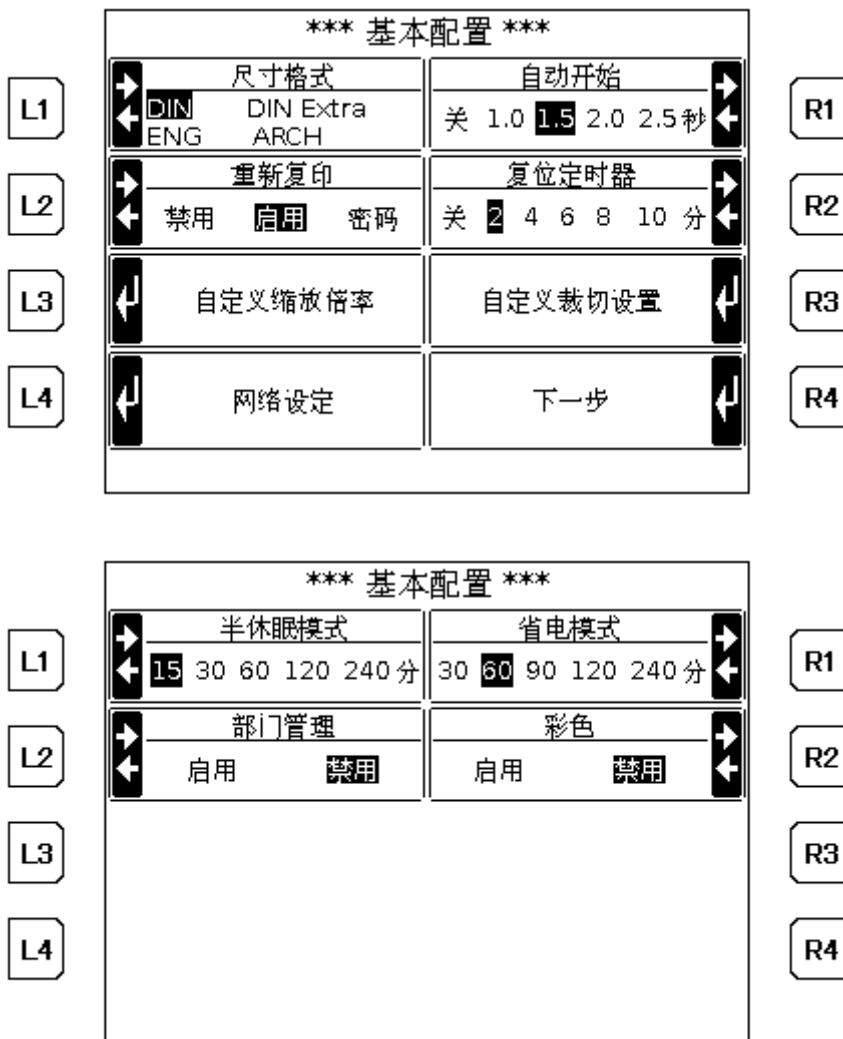 *** 基本配置 ***
L1
尺寸格式
DIN DIN Extra
ENG ARCH
自动开始
关 1.0 1.5 2.0 2.5 秒
R1
L2
重新复印
禁用 启用 密码
复位定时器
关 2 4 6 8 10 分
R2
L3
自定义缩放倍率
自定义裁切设置
R3
L4
网络设定
下一步
R4
*** 基本配置 ***
L1
半休眠模式
15 30 60 120 240 分
省电模式
30 60 90 120 240 分
R1
L2
部门管理
启用 禁用
彩色
启用 禁用
R2
L3
R3
L4
R4